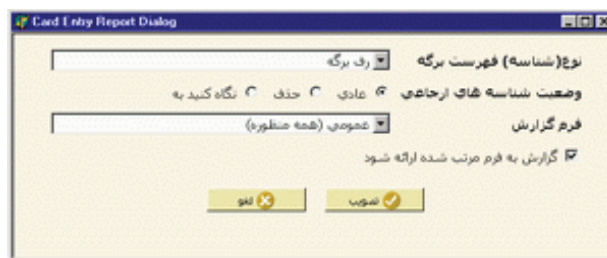 Card Entry Report Dialog
نوع(شناسه) فهرست برگه رف برگه
وضعیت شناسه های ارجاعی عادی حذف نگاه کنید به
فرم گزارش عمومی (همه منظوره)
گزارش به فرم مرتب شده ارائه شود
تصویب لغو